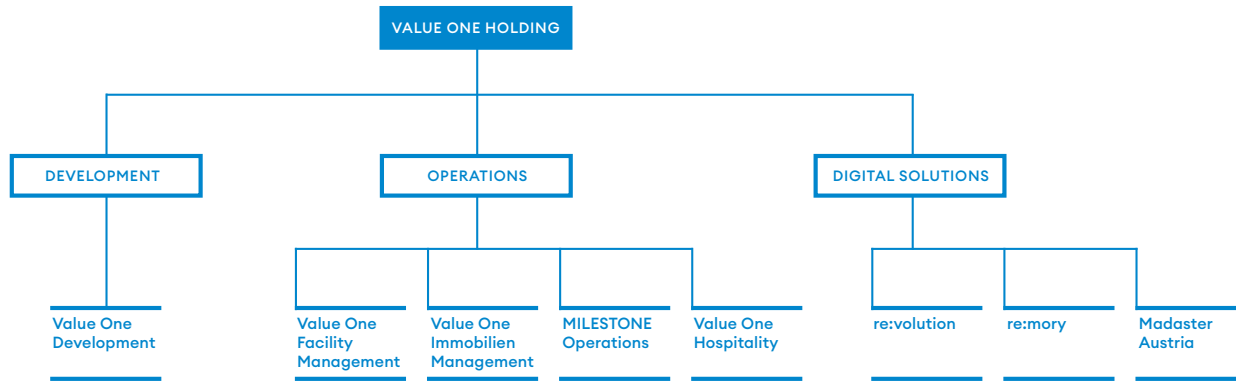 VALUE ONE HOLDING
DEVELOPMENT
OPERATIONS
DIGITAL SOLUTIONS
Value One
Development
Value One
Facility
Management
Value One
Immobilien
Management
MILESTONE
Operations
Value One
Hospitality
re:volution
re:mory
Madaster
Austria